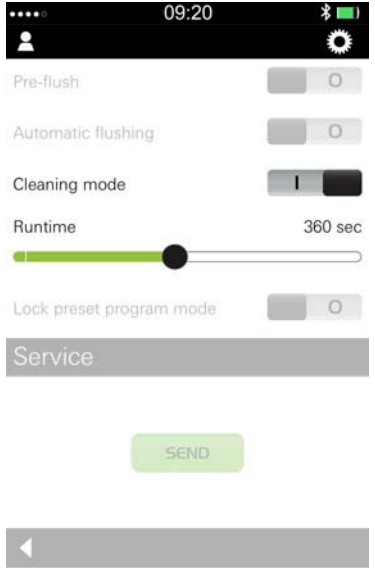 09:20
Pre-flush O
Automatic flushing O
Cleaning mode I
Runtime 360 sec
Lock preset program mode O
Service
SEND